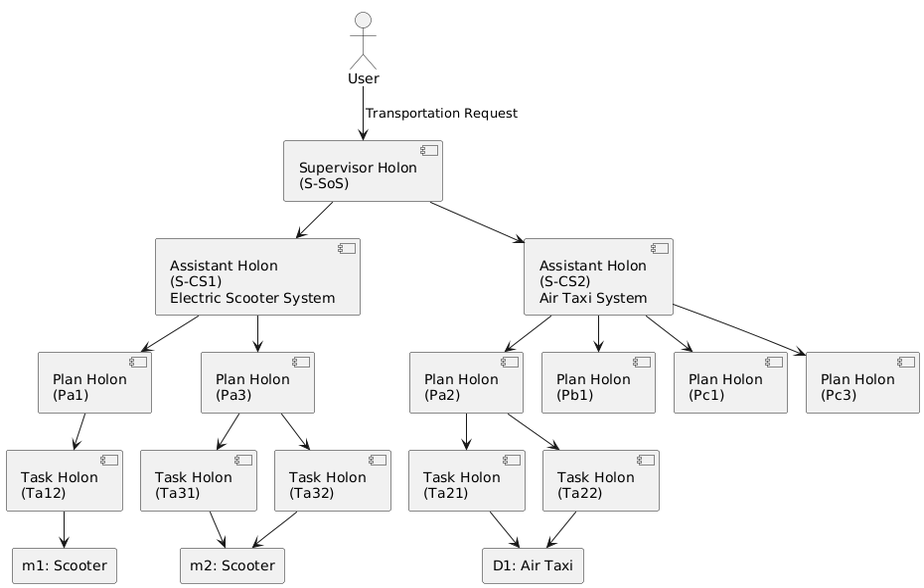 User
Transportation Request
Supervisor Holon
(S-SoS)
Assistant Holon
(S-CS1)
Electric Scooter System
Assistant Holon
(S-CS2)
Air Taxi System
Plan Holon
(Pa1)
Plan Holon
(Pa3)
Plan Holon
(Pa2)
Plan Holon
(Pb1)
Plan Holon
(Pc1)
Plan Holon
(Pc3)
Task Holon
(Ta12)
Task Holon
(Ta31)
Task Holon
(Ta32)
Task Holon
(Ta21)
Task Holon
(Ta22)
m1: Scooter
m2: Scooter
D1: Air Taxi